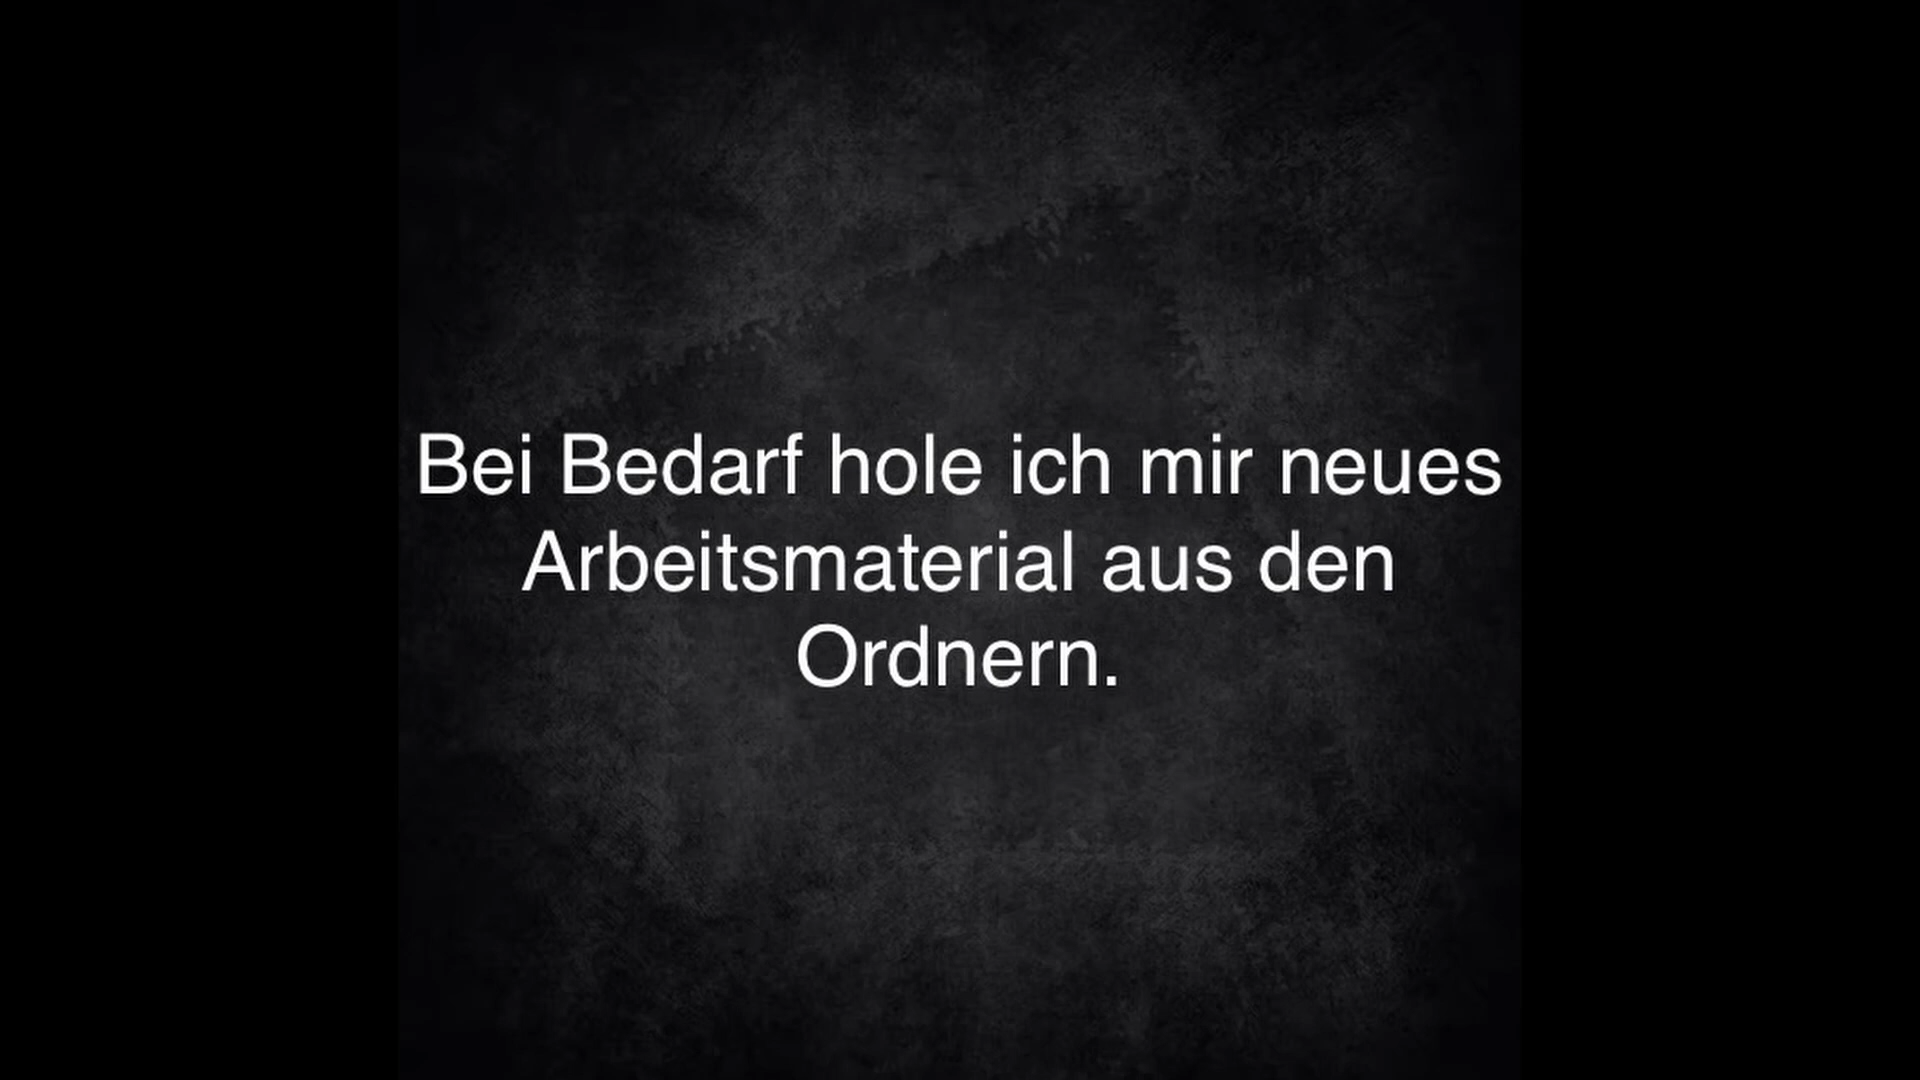 Bei Bedarf hole ich mir neues
Arbeitsmaterial aus den
Ordnern.